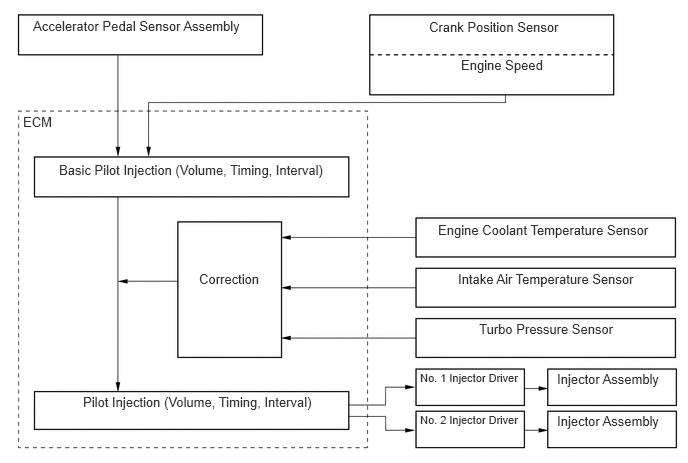 Accelerator Pedal Sensor Assembly
Crank Position Sensor
Engine Speed
ECM
Basic Pilot Injection (Volume, Timing, Interval)
Correction
Engine Coolant Temperature Sensor
Intake Air Temperature Sensor
Turbo Pressure Sensor
Pilot Injection (Volume, Timing, Interval)
No. 1 Injector Driver
Injector Assembly
No. 2 Injector Driver
Injector Assembly